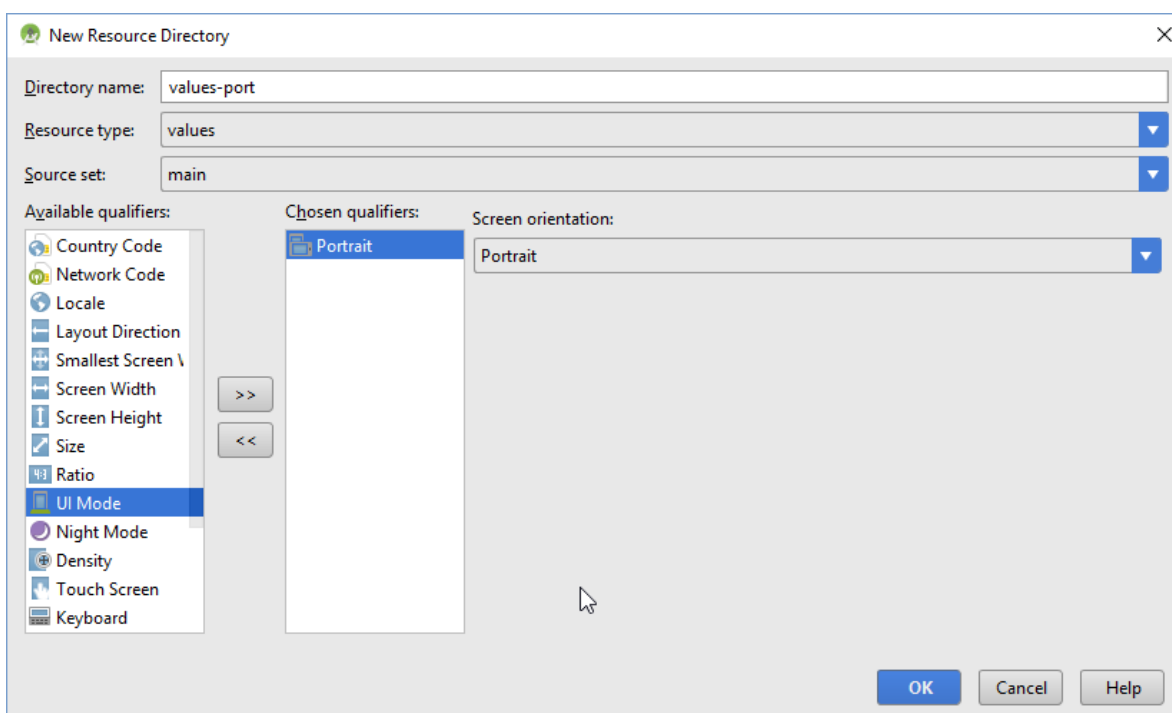 New Resource Directory
Directory name: values-port
Resource type: values
Source set: main
Available qualifiers:
Country Code
Network Code
Locale
Layout Direction
Smallest Screen
Screen Width
Screen Height
Size
4:3 Ratio
UI Mode
Night Mode
Density
Touch Screen
Keyboard
>>
<<
Chosen qualifiers:
Portrait
Screen orientation:
Portrait
OK Cancel Help